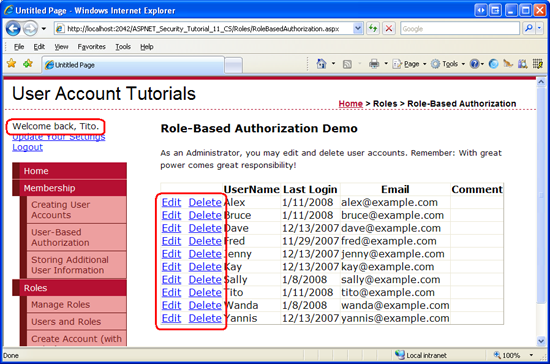 Untitled Page - Windows Internet Explorer
http://localhost:2042/ASPNET_Security_Tutorial_11_CS/Roles/RoleBasedAuthorization.aspx
Google
File Edit View Favorites Tools Help
Untitled Page
Page Tools
User Account Tutorials
Home > Roles > Role-Based Authorization
Welcome back, Tito.
Update Your Settings
Logout
Home
Membership
Creating User Accounts
User-Based Authorization
Storing Additional User Information
Roles
Manage Roles
Users and Roles
Create Account (with
Role-Based Authorization Demo
As an Administrator, you may edit and delete user accounts. Remember: With great
power comes great responsibility!
UserName Last Login Email Comment
Edit Delete Alex 1/11/2008 alex@example.com
Edit Delete Bruce 1/11/2008 bruce@example.com
Edit Delete Dave 12/13/2007 dave@example.com
Edit Delete Fred 11/29/2007 fred@example.com
Edit Delete Jenny 12/13/2007 jenny@example.com
Edit Delete Kay 12/13/2007 kay@example.com
Edit Delete Sally 1/8/2008 sally@example.com
Edit Delete Tito 1/11/2008 tito@example.com
Edit Delete Wanda 1/8/2008 wanda@example.com
Edit Delete Yannis 12/13/2007 yannis@example.com
Done
Local intranet
100%